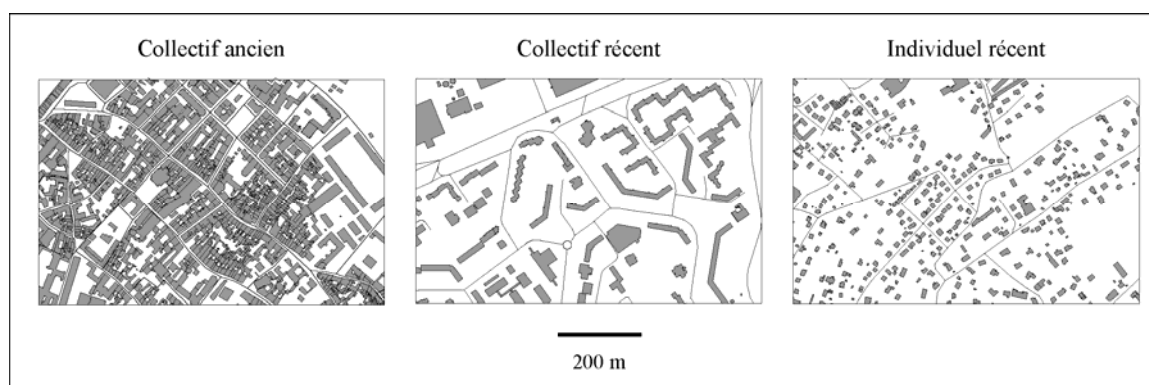 Collectif ancien
Collectif récent
Individuel récent
200 m